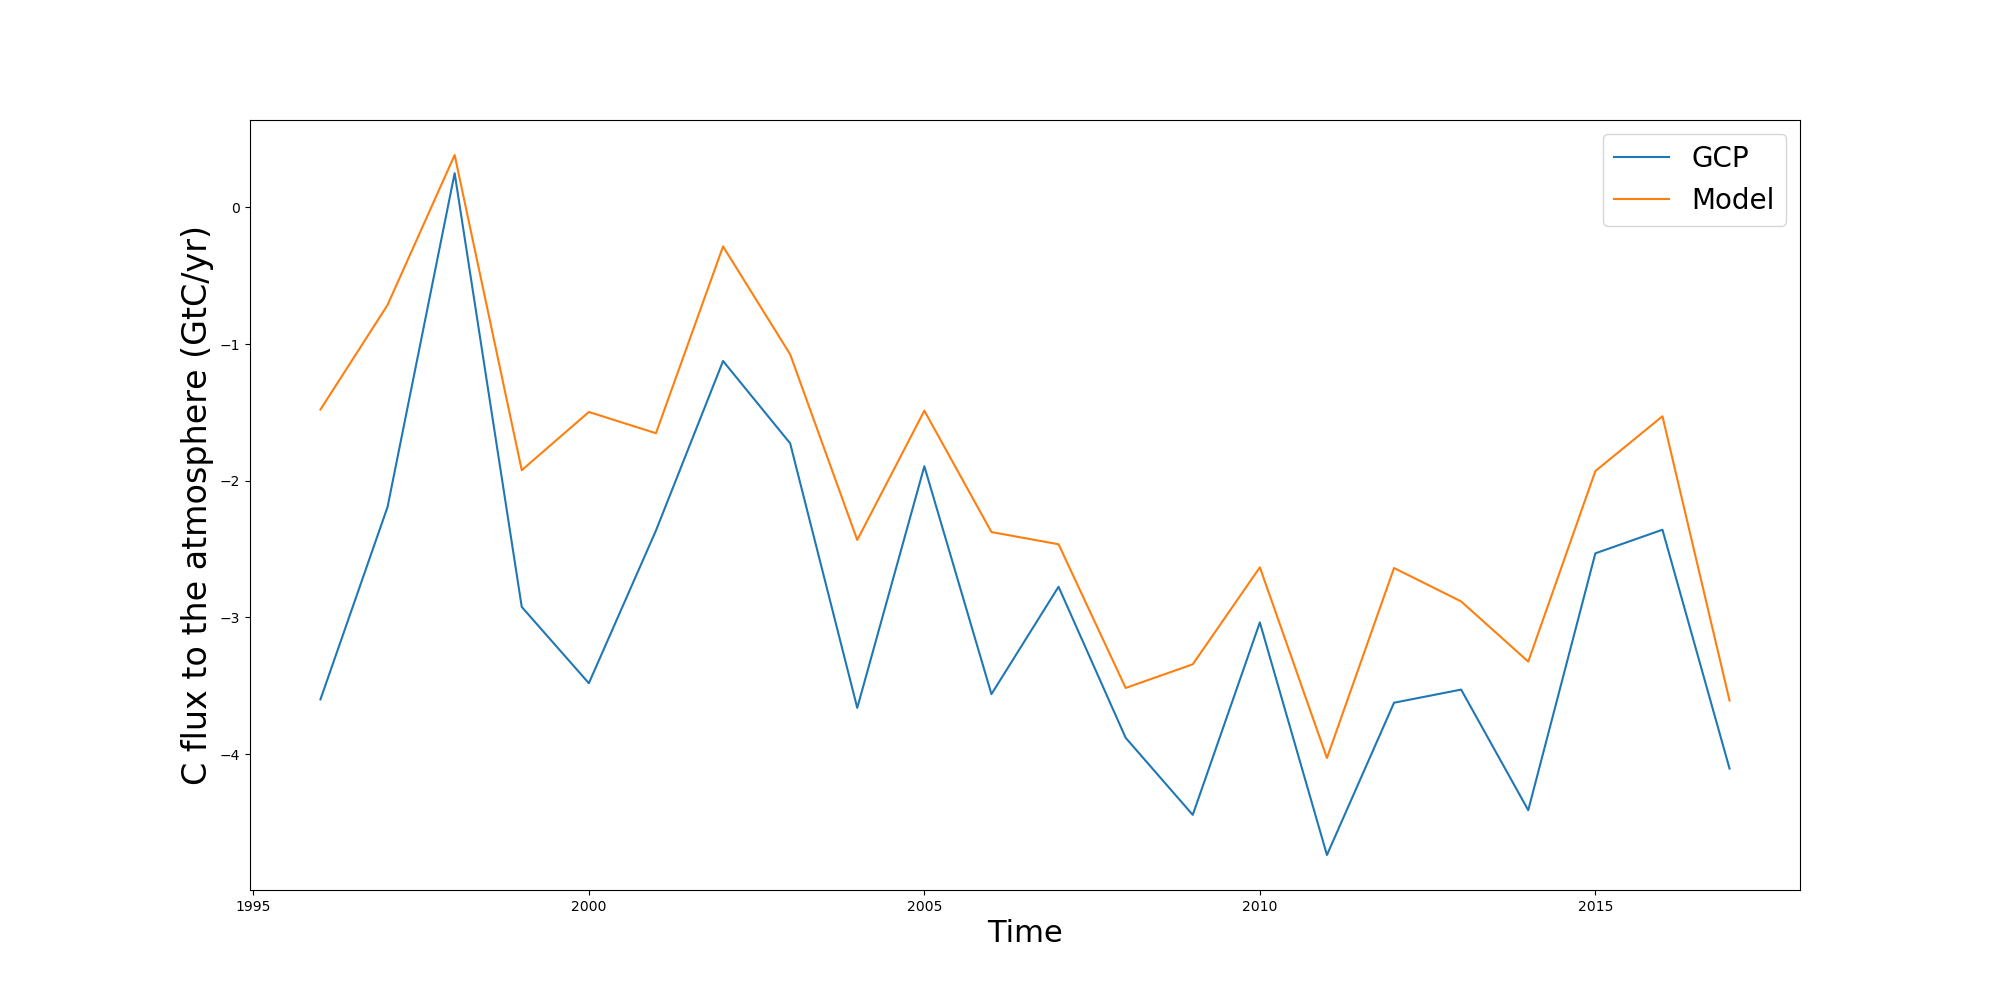 GCP
Model
C flux to the atmosphere (GtC/yr)
0
−1
−2
−3
−4
1995
2000
2005
2010
2015
Time